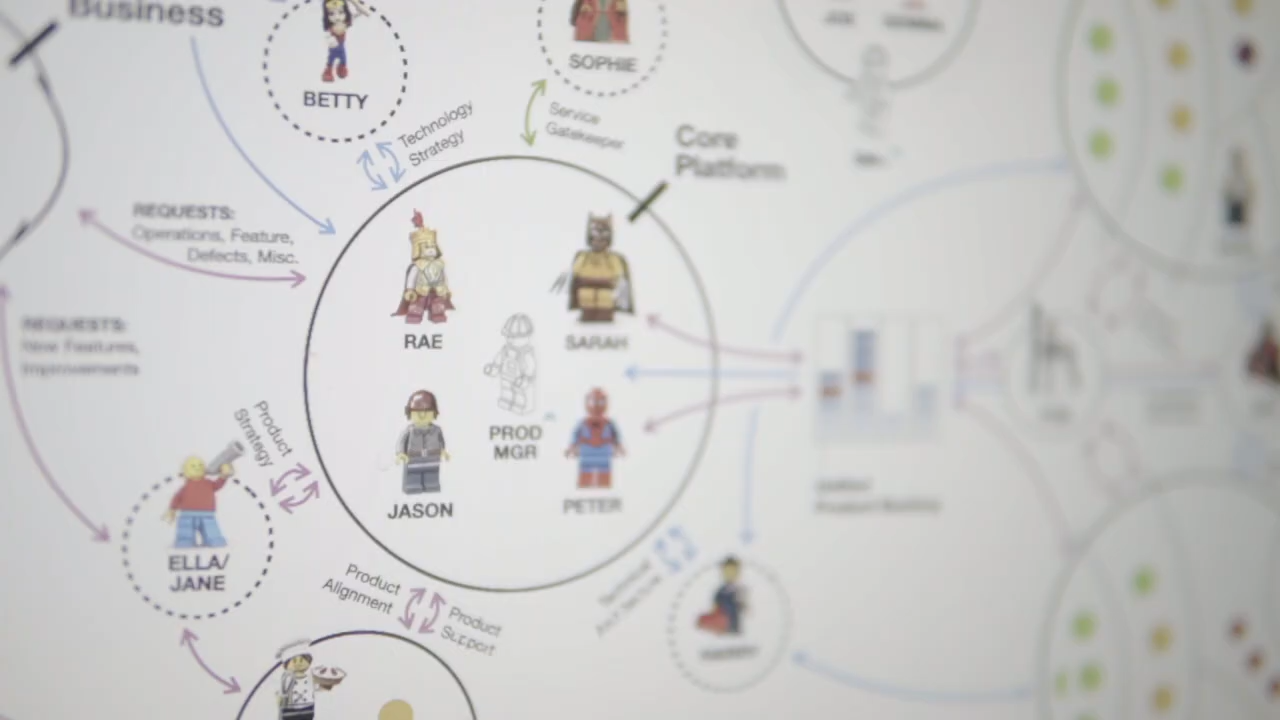 Business
BETTY
SOPHIE
Technology
Strategy
Service
Gatekeeper
Core
Platform
REQUESTS:
Operations, Feature,
Defects, Misc.
RAE
SARAH
REQUESTS:
New Features,
Improvements
PROD
MGR
Product
Strategy
JASON
PETER
ELLA/
JANE
Product
Alignment
Product
Support